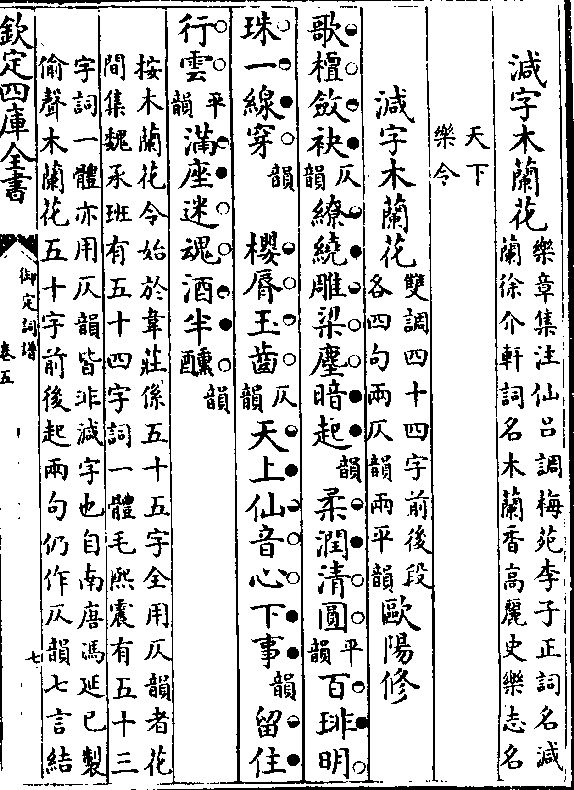 減字木蘭花 樂章集注仙呂調梅苑李子正詞名減
蘭徐介軒詞名木蘭香高麗史樂志名
天下
樂令
減字木蘭花 雙調四十四字前後段
各四句兩仄韻兩平韻 歐陽修
歌檀斂袂仄韻繚繞雕梁塵暗起韻柔潤清圓平韻百琲明
珠一線穿韻 櫻脣玉齒仄韻天上仙音心下事韻留住
行雲平韻滿座迷魂酒半醺韻
按木蘭花令始於韋莊係五十五字全用仄韻者花
間集魏承班有五十四字詞一體毛熙震有五十三
字詞一體亦用仄韻皆非減字也自南唐馮延巳製
偷聲木蘭花五十字前後起兩句仍作仄韻七言結
欽定四庫全書
御定詞譜
卷五
七